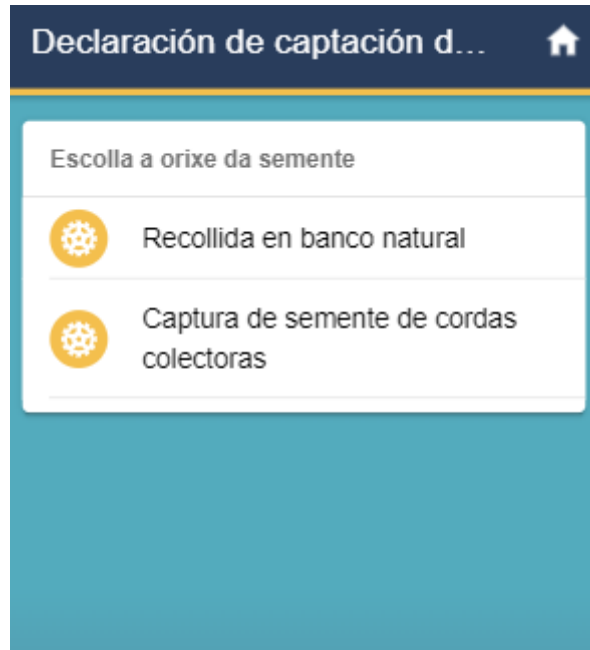 Declaración de captación d...
Escolla a orixe da semente
Recollida en banco natural
Captura de semente de cordas
colectoras